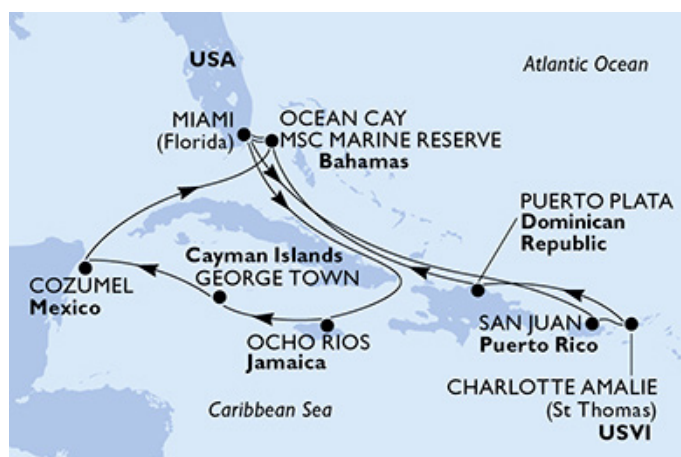 USA
Atlantic Ocean
MIAMI
(Florida)
OCEAN CAY
MSC MARINE RESERVE
Bahamas
PUERTO PLATA
Dominican
Republic
Cayman Islands
GEORGE TOWN
COZUMEL
Mexico
OCHO RIOS
Jamaica
SAN JUAN
Puerto Rico
CHARLOTTE AMALIE
(St Thomas)
USVI
Caribbean Sea